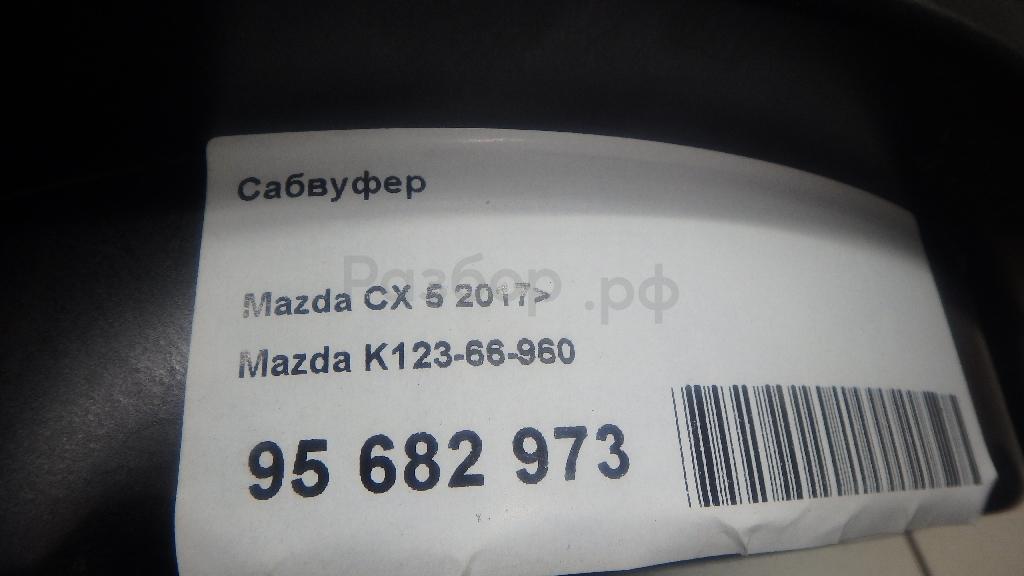 Сабвуфер
Разбор.рф
Mazda CX 5 2017>
Mazda K123-66-960
95 682 973